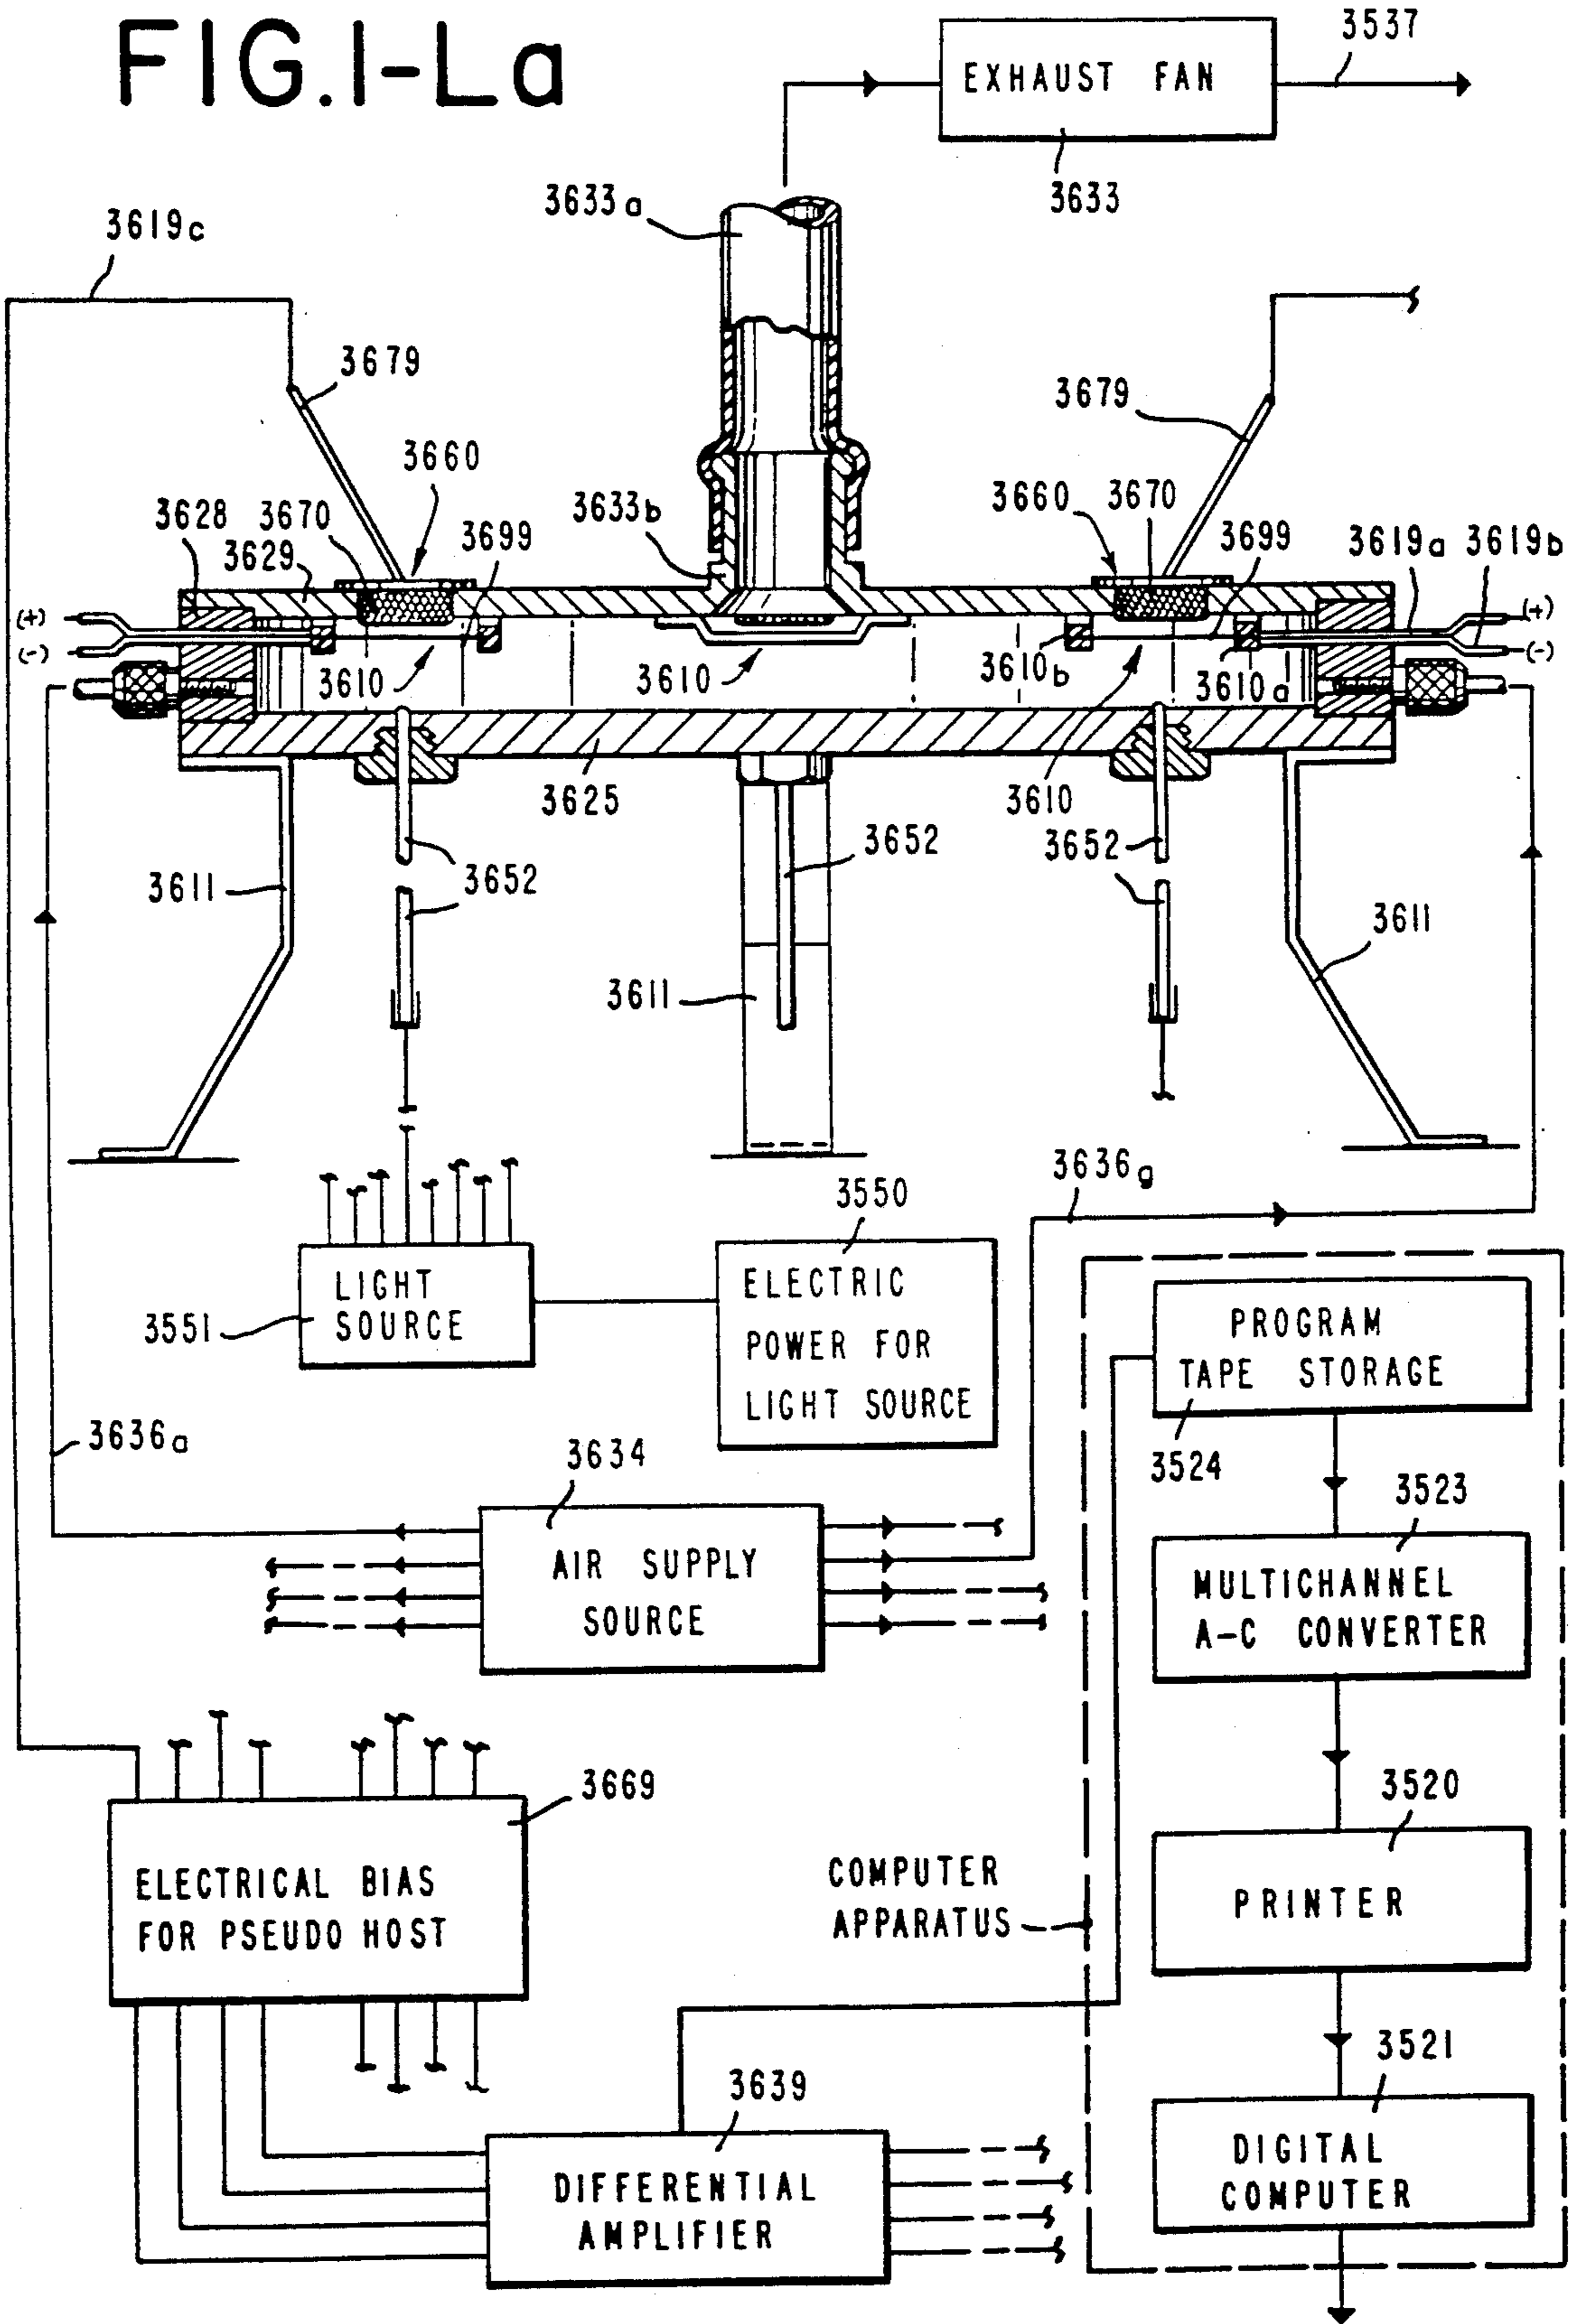 FIG.1-La
3537
EXHAUST FAN
3633
3633a
3619c
3679
3679
3660
3670
3628
3629
3699
3633b
3660
3670
3699
3619a
3619b
(+)
(-)
(+)
(-)
3610
3610
3610b
3610a
3610
3625
3652
3652
3652
3652
3611
3611
3611
3636g
3550
LIGHT
SOURCE
3551
ELECTRIC
POWER FOR
LIGHT SOURCE
PROGRAM
TAPE STORAGE
3524
3636a
3634
AIR SUPPLY
SOURCE
3523
MULTICHANNEL
A-C CONVERTER
3669
ELECTRICAL BIAS
FOR PSEUDO HOST
3520
PRINTER
COMPUTER
APPARATUS
3521
DIGITAL
COMPUTER
3639
DIFFERENTIAL
AMPLIFIER